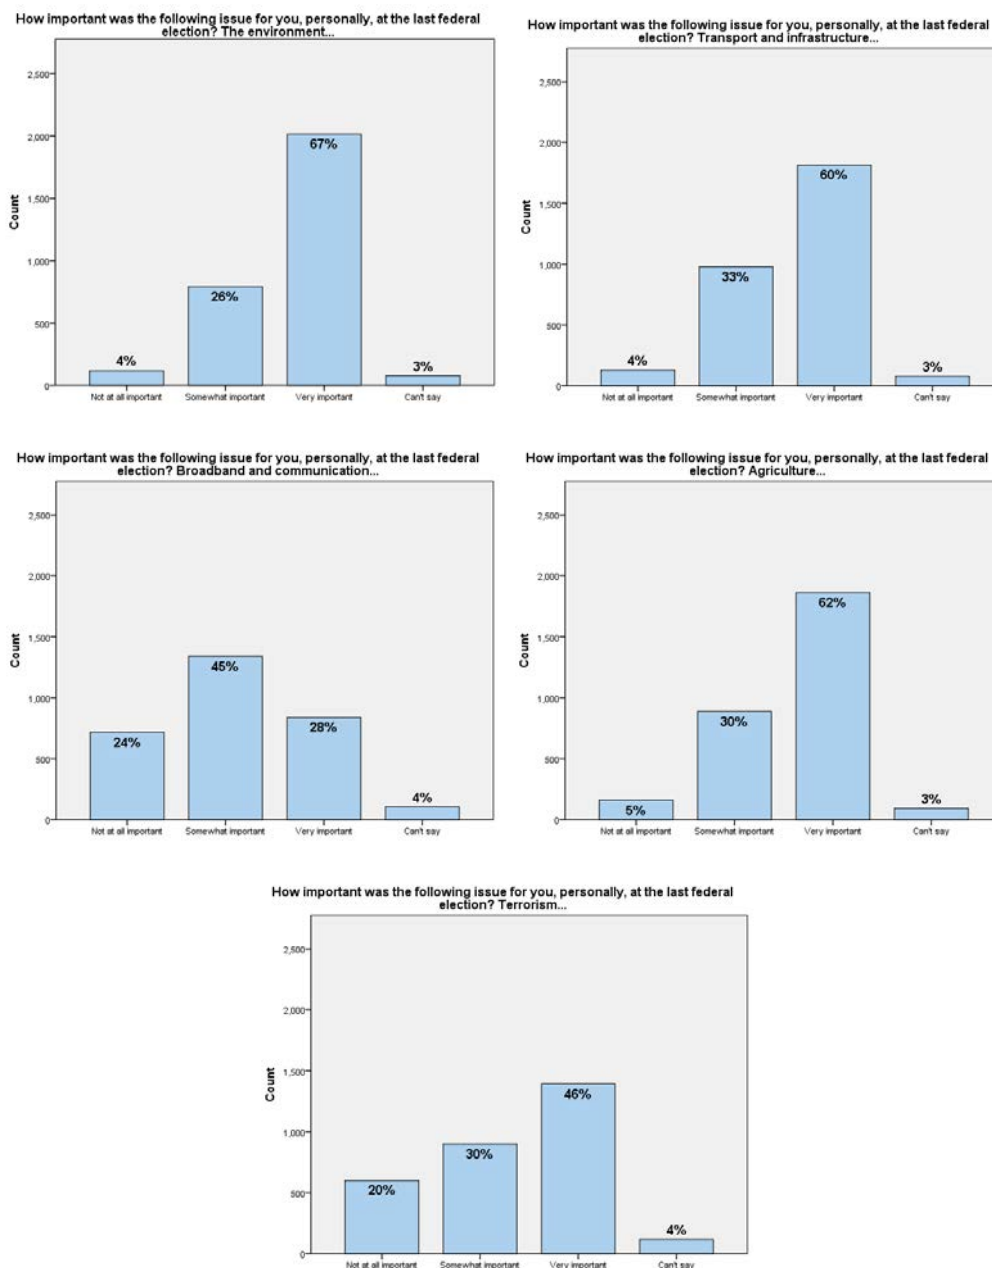 How important was the following issue for you, personally, at the last federal
election? The environment...
Count
2,500
2,000
1,500
1,000
500
0
4%
26%
67%
3%
Not at all important
Somewhat important
Very important
Can't say
How important was the following issue for you, personally, at the last federal
election? Transport and infrastructure...
Count
2,500
2,000
1,500
1,000
500
0
4%
33%
60%
3%
Not at all important
Somewhat important
Very important
Can't say
How important was the following issue for you, personally, at the last federal
election? Broadband and communication...
Count
2,500
2,000
1,500
1,000
500
0
24%
45%
28%
4%
Not at all important
Somewhat important
Very important
Can't say
How important was the following issue for you, personally, at the last federal
election? Agriculture...
Count
2,500
2,000
1,500
1,000
500
0
5%
30%
62%
3%
Not at all important
Somewhat important
Very important
Can't say
How important was the following issue for you, personally, at the last federal
election? Terrorism...
Count
2,500
2,000
1,500
1,000
500
0
20%
30%
46%
4%
Not at all important
Somewhat important
Very important
Can't say